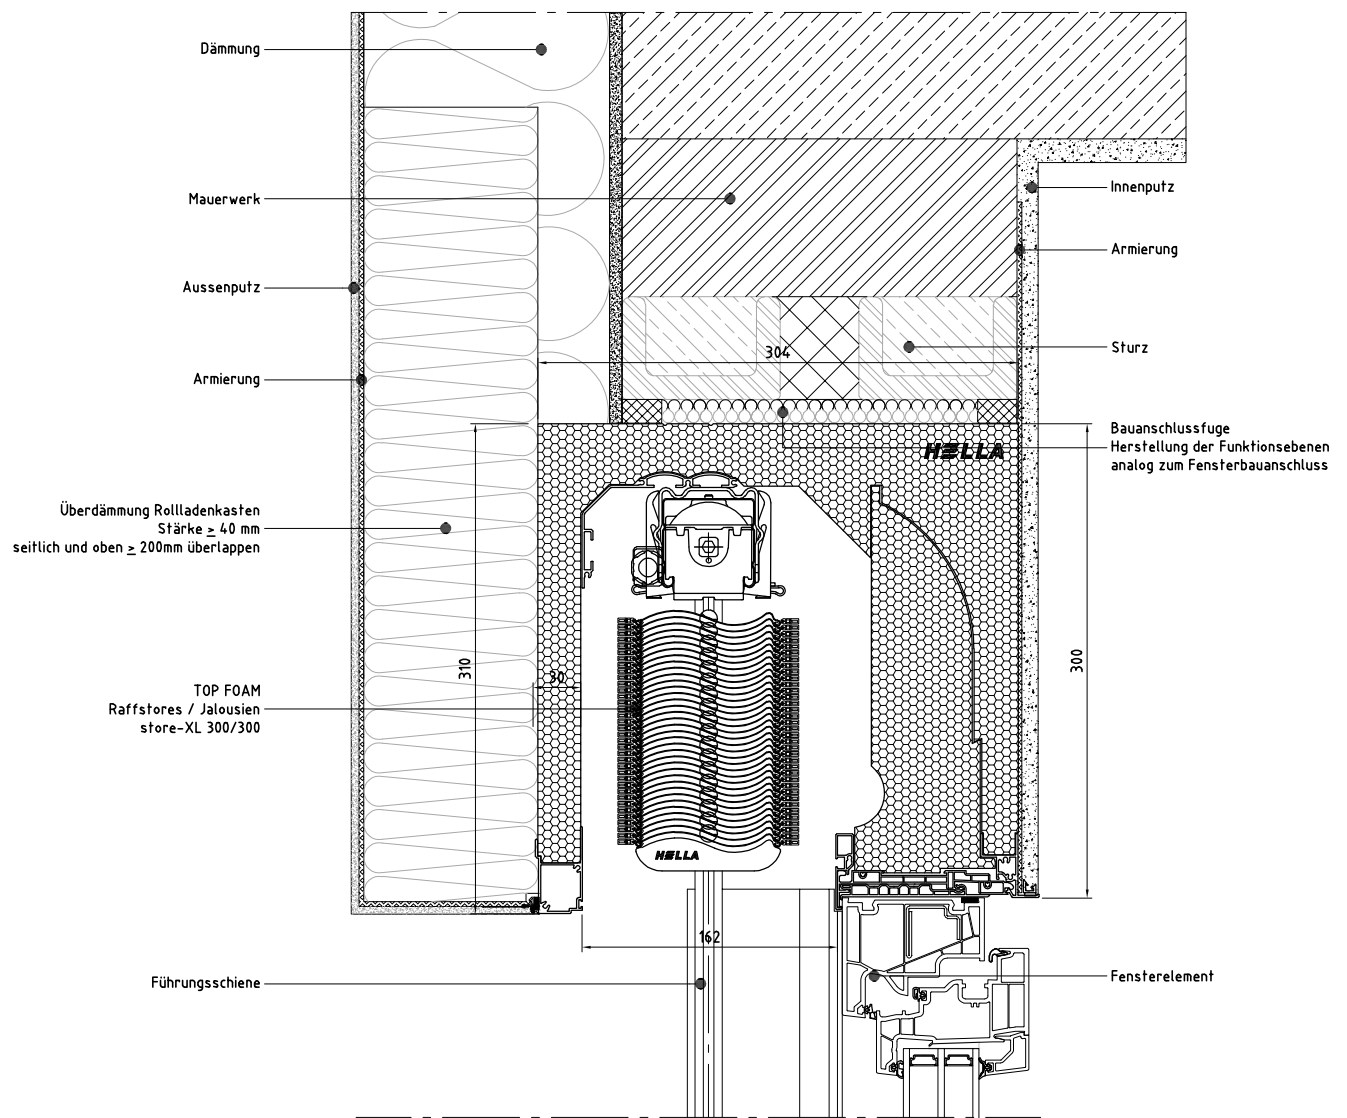 Dämmung
Mauerwerk
Aussenputz
Armierung
Überdämmung Rollladenkasten
Stärke ≥ 40 mm
seitlich und oben ≥ 200mm überlappen
TOP FOAM
Raffstores / Jalousien
store-XL 300/300
Führungsschiene
Innenputz
Armierung
Sturz
304
Bauanschlussfuge
Herstellung der Funktionsebenen
analog zum Fensterbauanschluss
HELLA
310
30
300
HELLA
162
Fensterelement